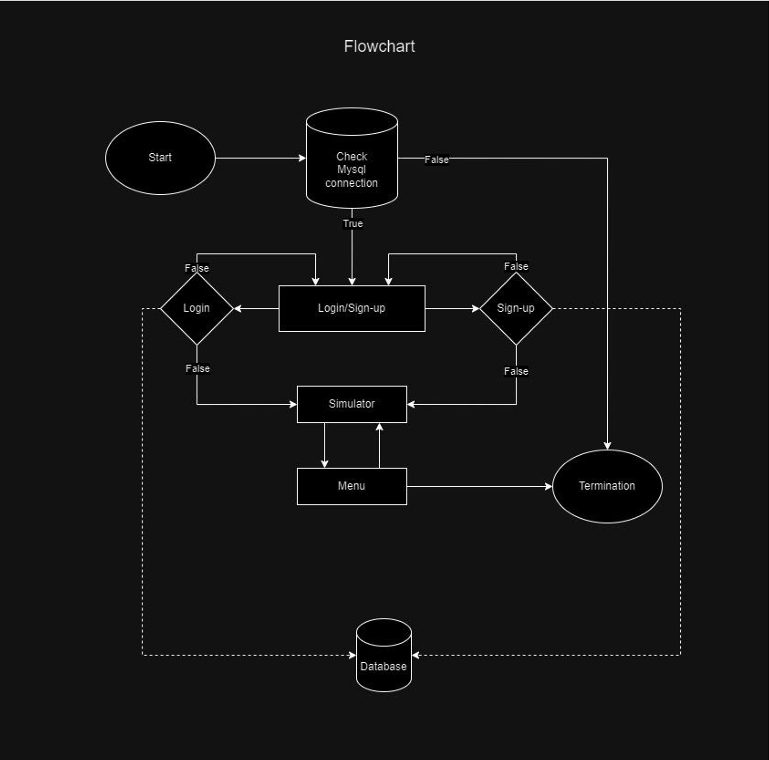 Flowchart
Start
Check
Mysql
connection
False
True
False
False
Login
Login/Sign-up
Sign-up
False
False
Simulator
Menu
Termination
Database